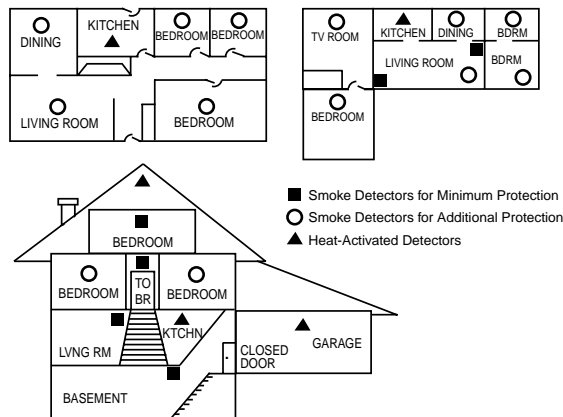 DINING
KITCHEN
BEDROOM
BEDROOM
LIVING ROOM
BEDROOM
TV ROOM
KITCHEN
DINING
BDRM
LIVING ROOM
BDRM
BEDROOM
Smoke Detectors for Minimum Protection
Smoke Detectors for Additional Protection
Heat-Activated Detectors
BEDROOM
BEDROOM
TO
BR
BEDROOM
LVNG RM
KTCHN
CLOSED
DOOR
GARAGE
BASEMENT